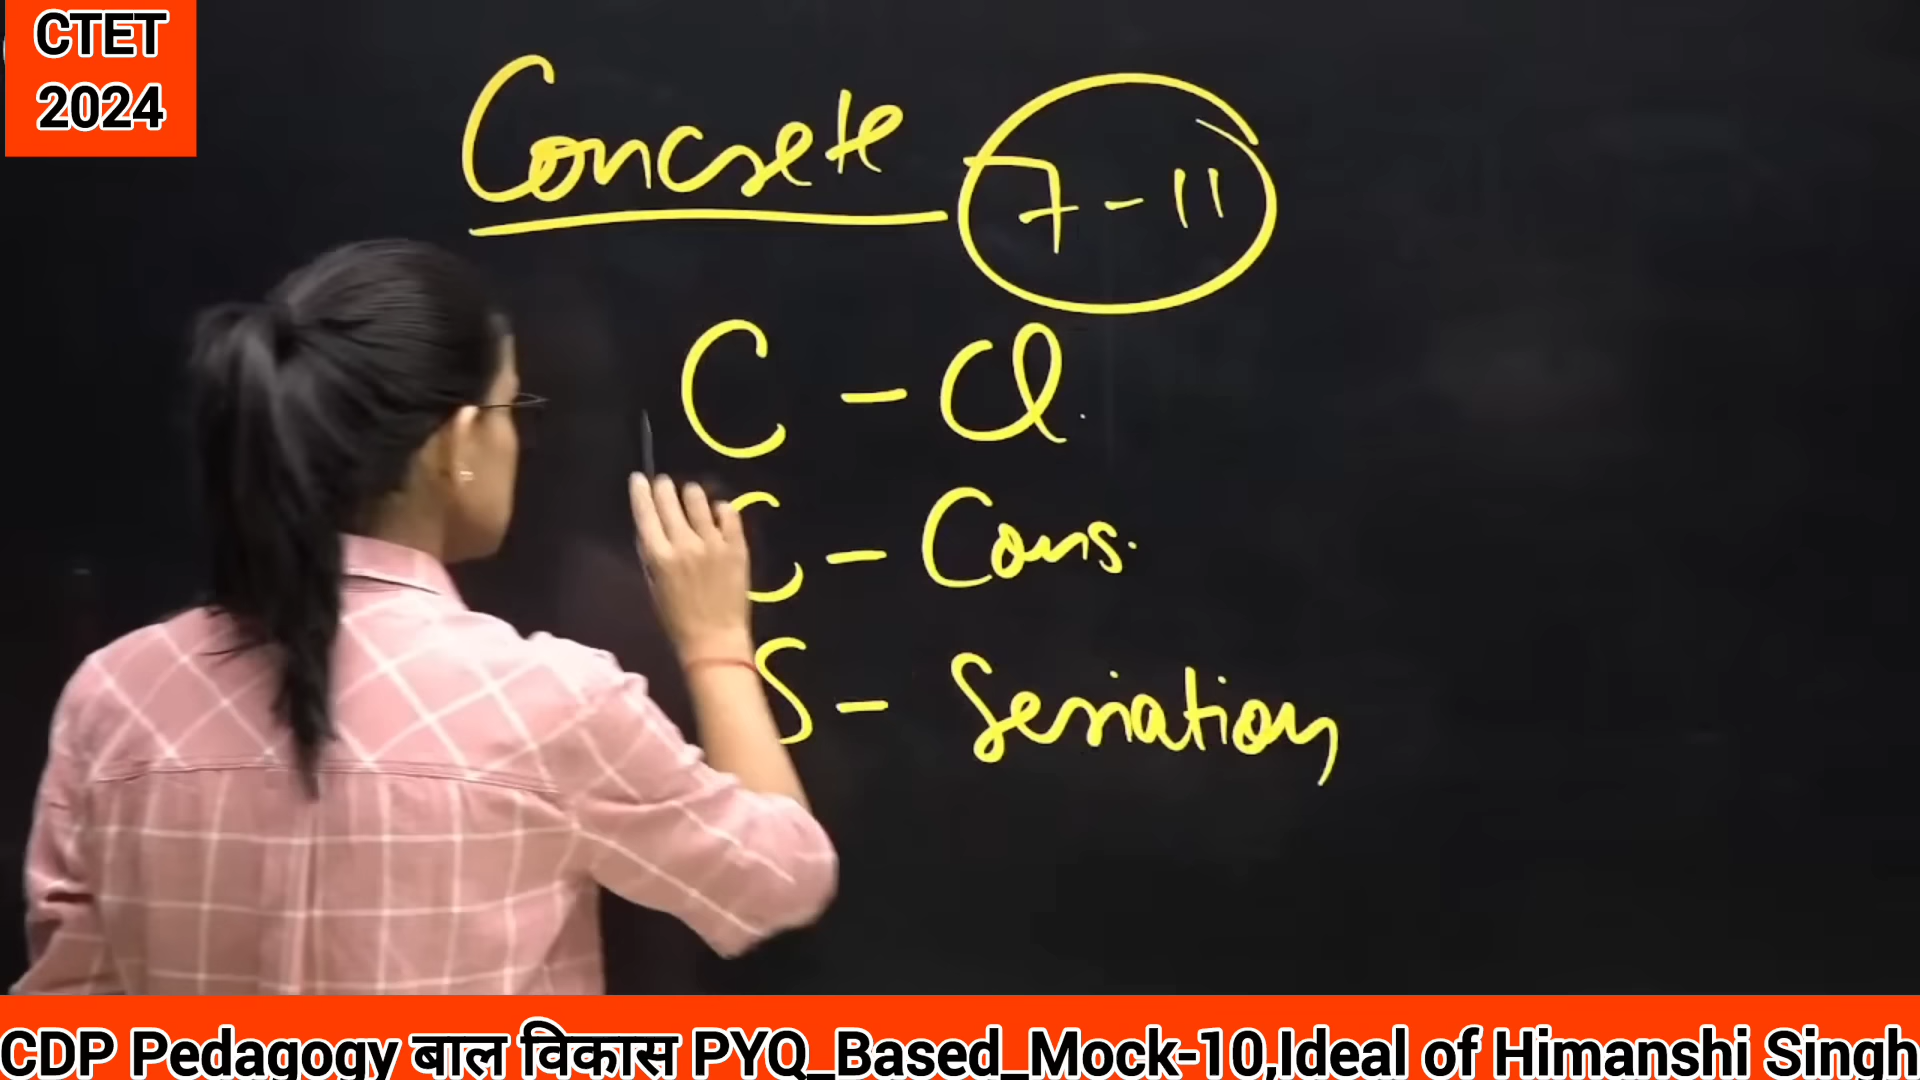 CTET
2024
Concrete 7-11
C - Cl.
C - Cons.
S - Seriation
CDP Pedagogy बाल विकास PYQ_Based_Mock-10,Ideal of Himanshi Singh